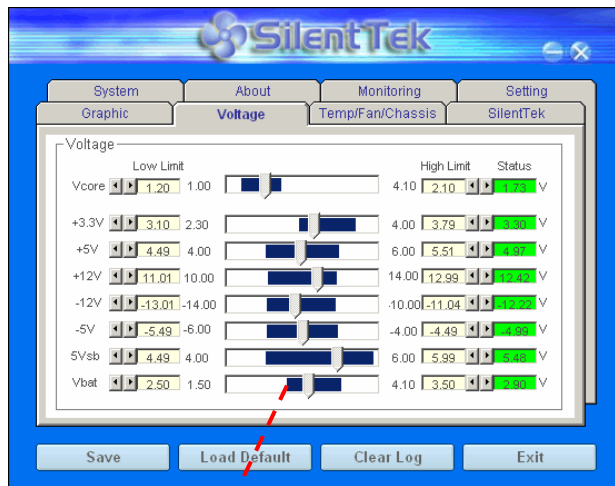 SilentTek
System About Monitoring Setting
Graphic Voltage Temp/Fan/Chassis SilentTek
Voltage
Low Limit High Limit Status
Vcore 1.20 1.00 4.10 2.10 1.73 V
+3.3V 3.10 2.30 4.00 3.79 3.30 V
+5V 4.49 4.00 6.00 5.51 4.97 V
+12V 11.01 10.00 14.00 12.99 12.42 V
-12V -13.01 -14.00 -10.00 -11.04 -12.22 V
-5V -5.49 -6.00 -4.00 -4.49 -4.99 V
5Vsb 4.49 4.00 6.00 5.99 5.48 V
Vbat 2.50 1.50 4.10 3.50 2.90 V
Save Load Default Clear Log Exit